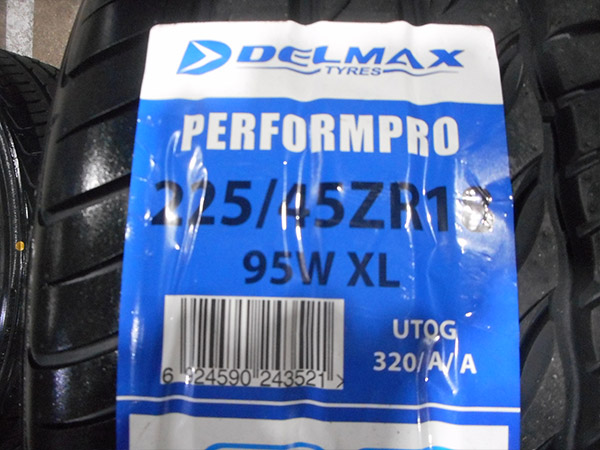 DELMAX
TYRES
PERFORMPRO
225/45ZR1
95W XL
UTQG
320/A/A
6 924590 243521 >